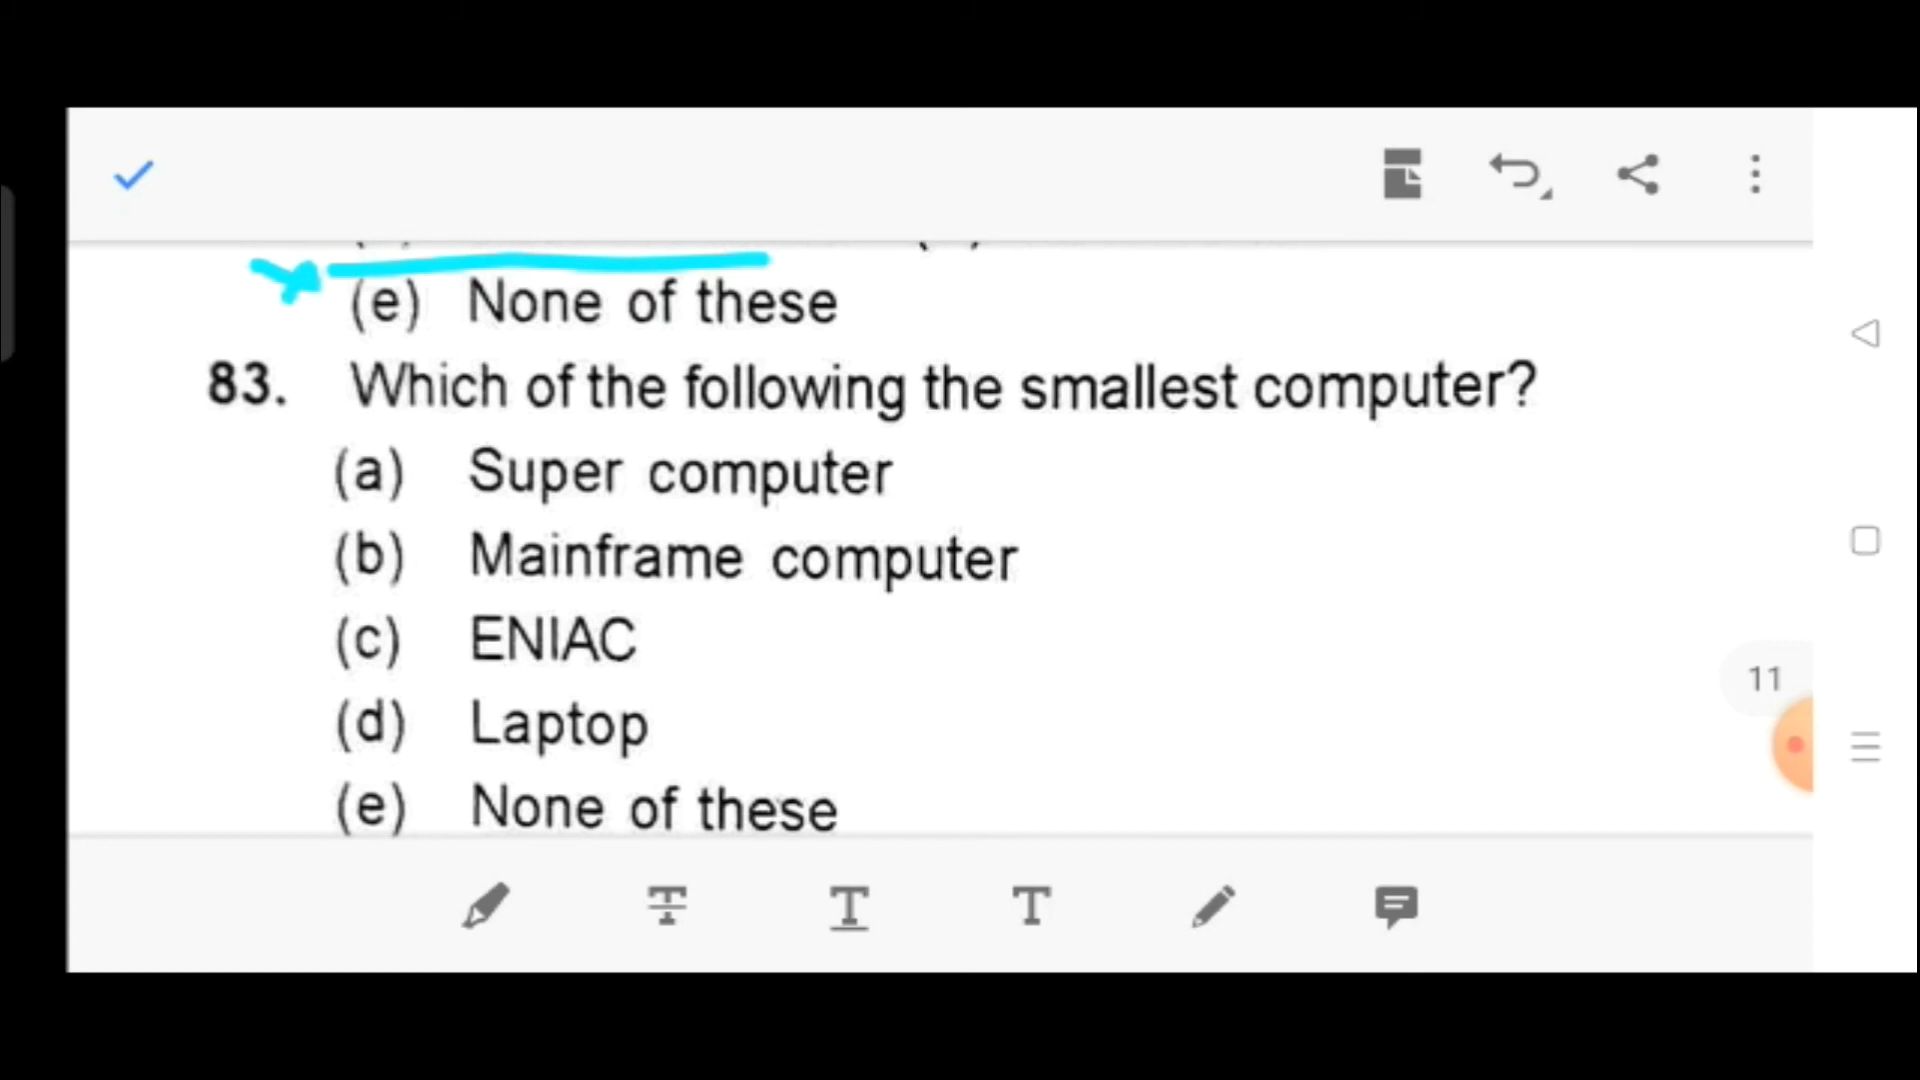 (e) None of these
83. Which of the following the smallest computer?
(a) Super computer
(b) Mainframe computer
(c) ENIAC
(d) Laptop
(e) None of these
11